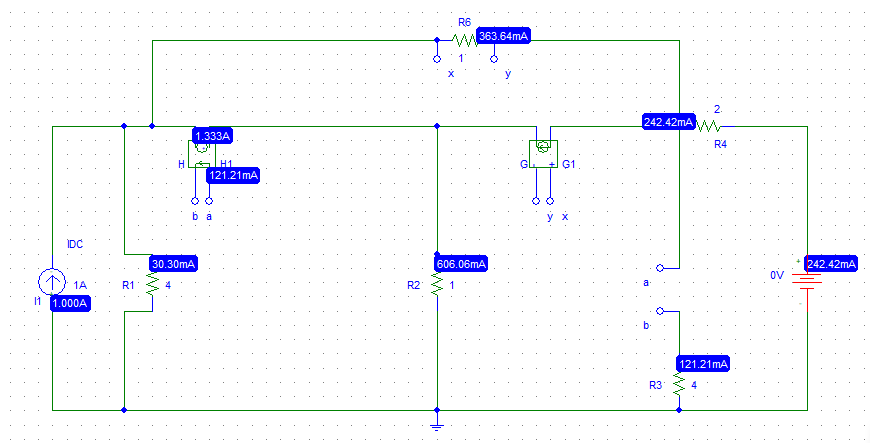 R6
363.64mA
1
x
y
2
242.42mA
R4
1.333A
H
H1
121.21mA
G
- +
G1
b a
y x
IDC
30.30mA
606.06mA
+
242.42mA
0V
I1
1A
1.000A
R1
4
R2
1
a
b
-
121.21mA
R3
4